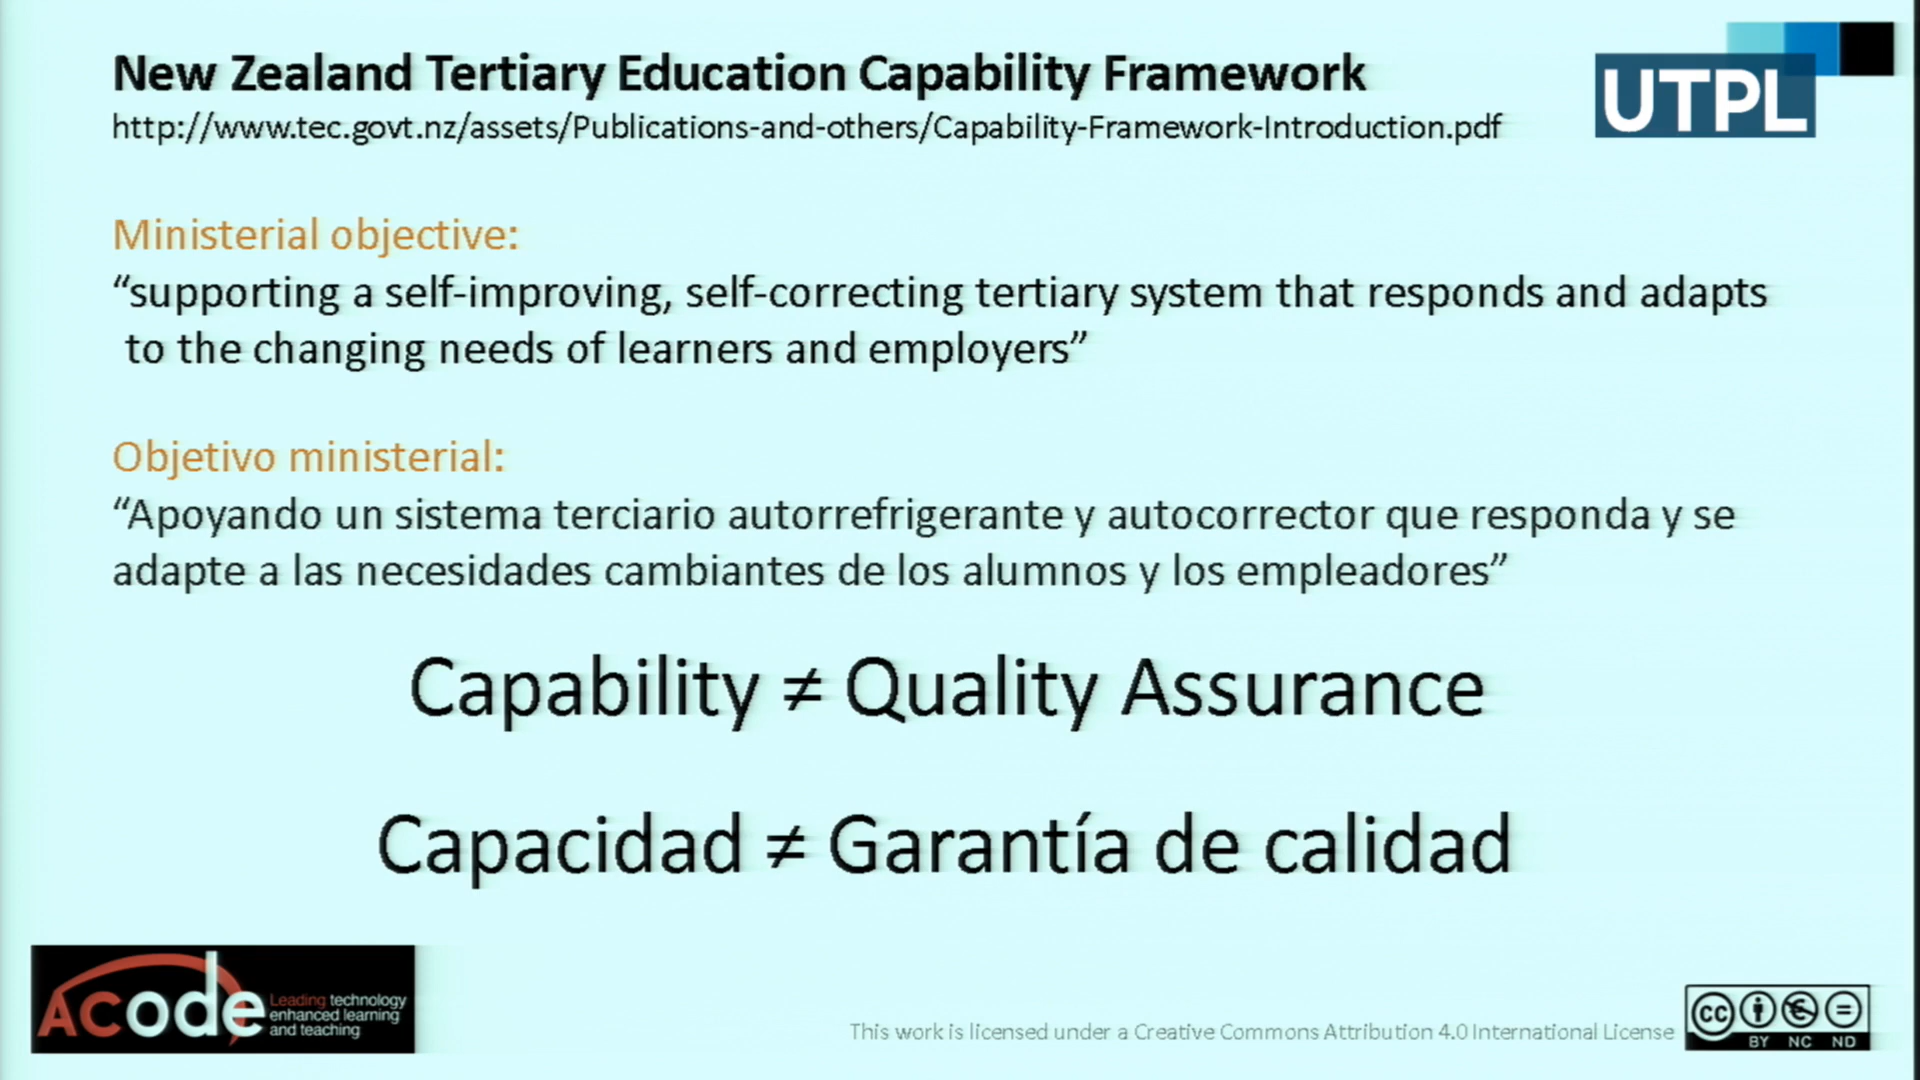 New Zealand Tertiary Education Capability Framework
http://www.tec.govt.nz/assets/Publications-and-others/Capability-Framework-Introduction.pdf
UTPL
Ministerial objective:
“supporting a self-improving, self-correcting tertiary system that responds and adapts
to the changing needs of learners and employers”
Objetivo ministerial:
“Apoyando un sistema terciario autorrefrigerante y autocorrector que responda y se
adapte a las necesidades cambiantes de los alumnos y los empleadores”
Capability ≠ Quality Assurance
Capacidad ≠ Garantía de calidad
Acode
Leading technology
enhanced learning
and teaching
This work is licensed under a Creative Commons Attribution 4.0 International License
CC
BY NC ND